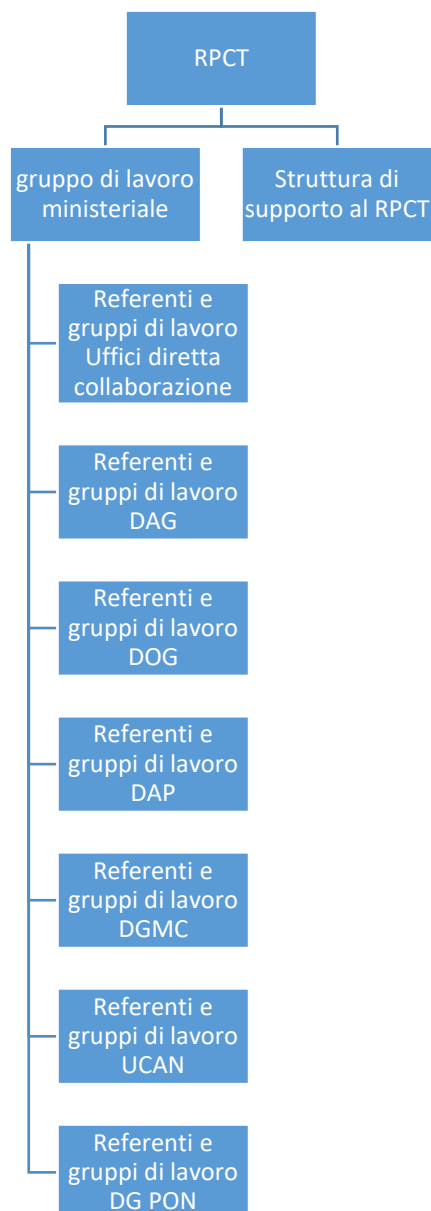 RPCT
gruppo di lavoro
ministeriale
Struttura di
supporto al RPCT
Referenti e
gruppi di lavoro
Uffici diretta
collaborazione
Referenti e
gruppi di lavoro
DAG
Referenti e
gruppi di lavoro
DOG
Referenti e
gruppi di lavoro
DAP
Referenti e
gruppi di lavoro
DGMC
Referenti e
gruppi di lavoro
UCAN
Referenti e
gruppi di lavoro
DG PON